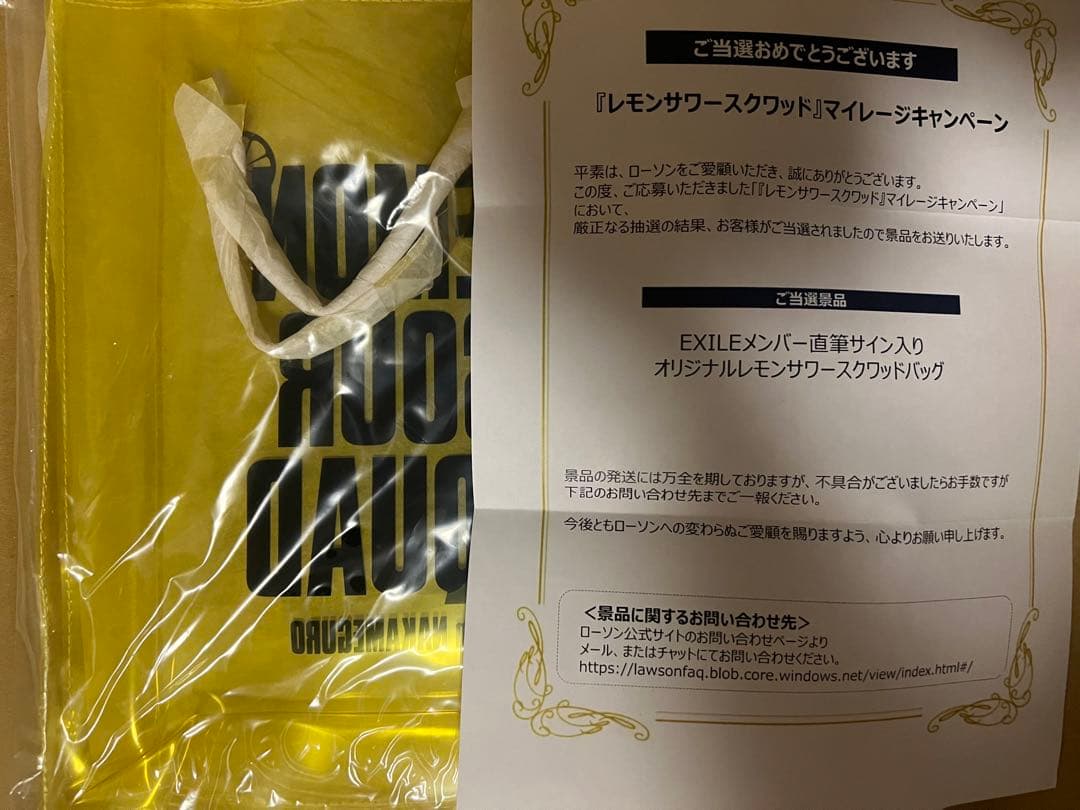 ご当選おめでとうございます
『レモンサワースクワッド』マイレージキャンペーン
平素は、ローソンをご愛顧いただき、誠にありがとうございます。
この度、ご応募いただきました「『レモンサワースクワッド』マイレージキャンペーン」
において、
厳正なる抽選の結果、お客様がご当選されましたので景品をお送りいたします。
ご当選景品
EXILEメンバー直筆サイン入り
オリジナルレモンサワースクワッドバッグ
景品の発送には万全を期しておりますが、不具合がございましたらお手数ですが
下記のお問い合わせ先までご一報ください。
今後ともローソンへの変わらぬご愛顧を賜りますよう、心よりお願い申し上げます。
<景品に関するお問い合わせ先>
ローソン公式サイトのお問い合わせページより
メール、またはチャットにてお問い合わせください。
https://lawsonfaq.blob.core.windows.net/view/index.html#/
EMON
SOUR
QUAD
NAKAMEGURO